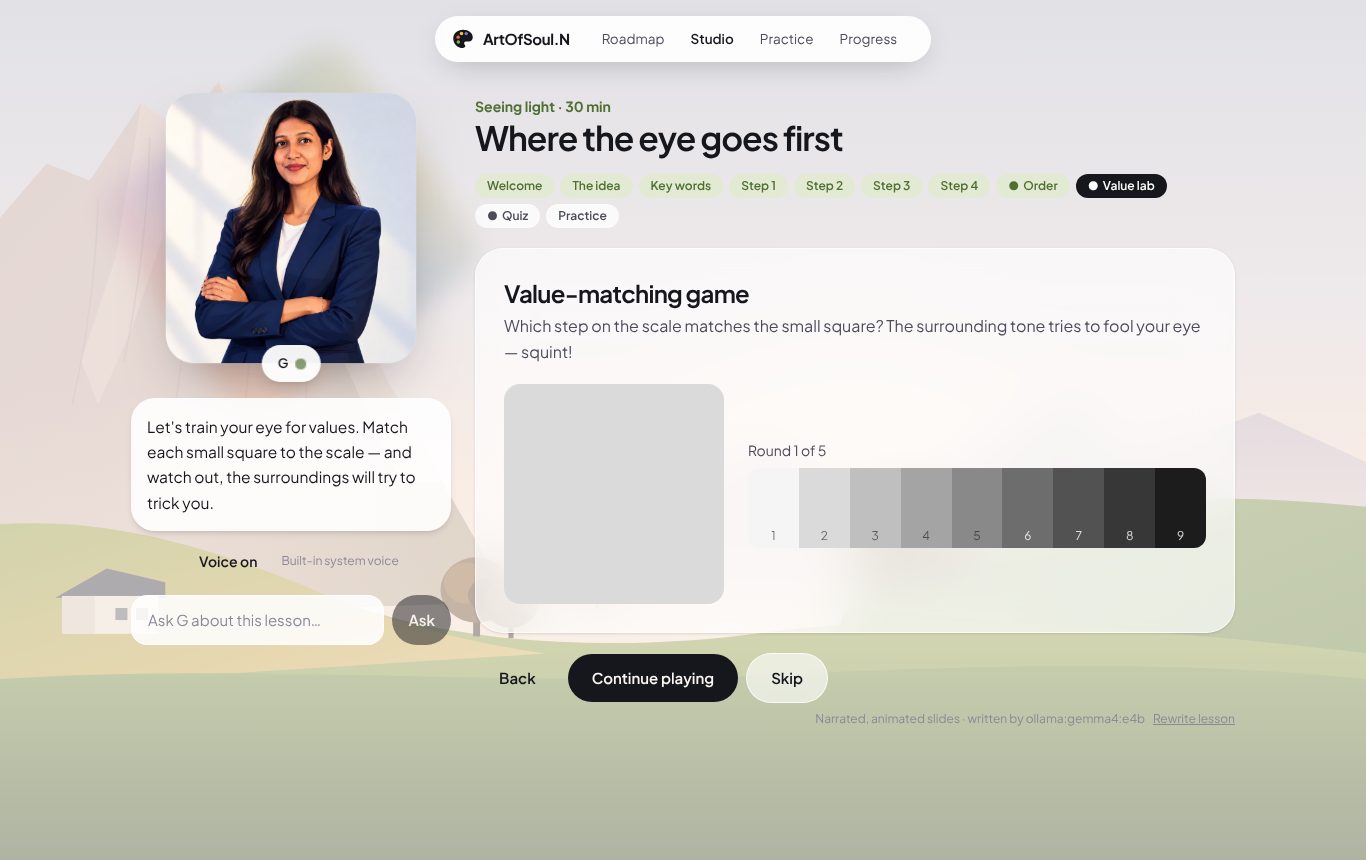 ArtOfSoul.N
Roadmap
Studio
Practice
Progress
G
Let's train your eye for values. Match
each small square to the scale — and
watch out, the surroundings will try to
trick you.
Voice on
Built-in system voice
Ask G about this lesson...
Ask
Seeing light · 30 min
Where the eye goes first
Welcome
The idea
Key words
Step 1
Step 2
Step 3
Step 4
Order
Value lab
Quiz
Practice
Value-matching game
Which step on the scale matches the small square? The surrounding tone tries to fool your eye
— squint!
Round 1 of 5
1
2
3
4
5
6
7
8
9
Back
Continue playing
Skip
Narrated, animated slides · written by ollama:gemma4:e4b
Rewrite lesson